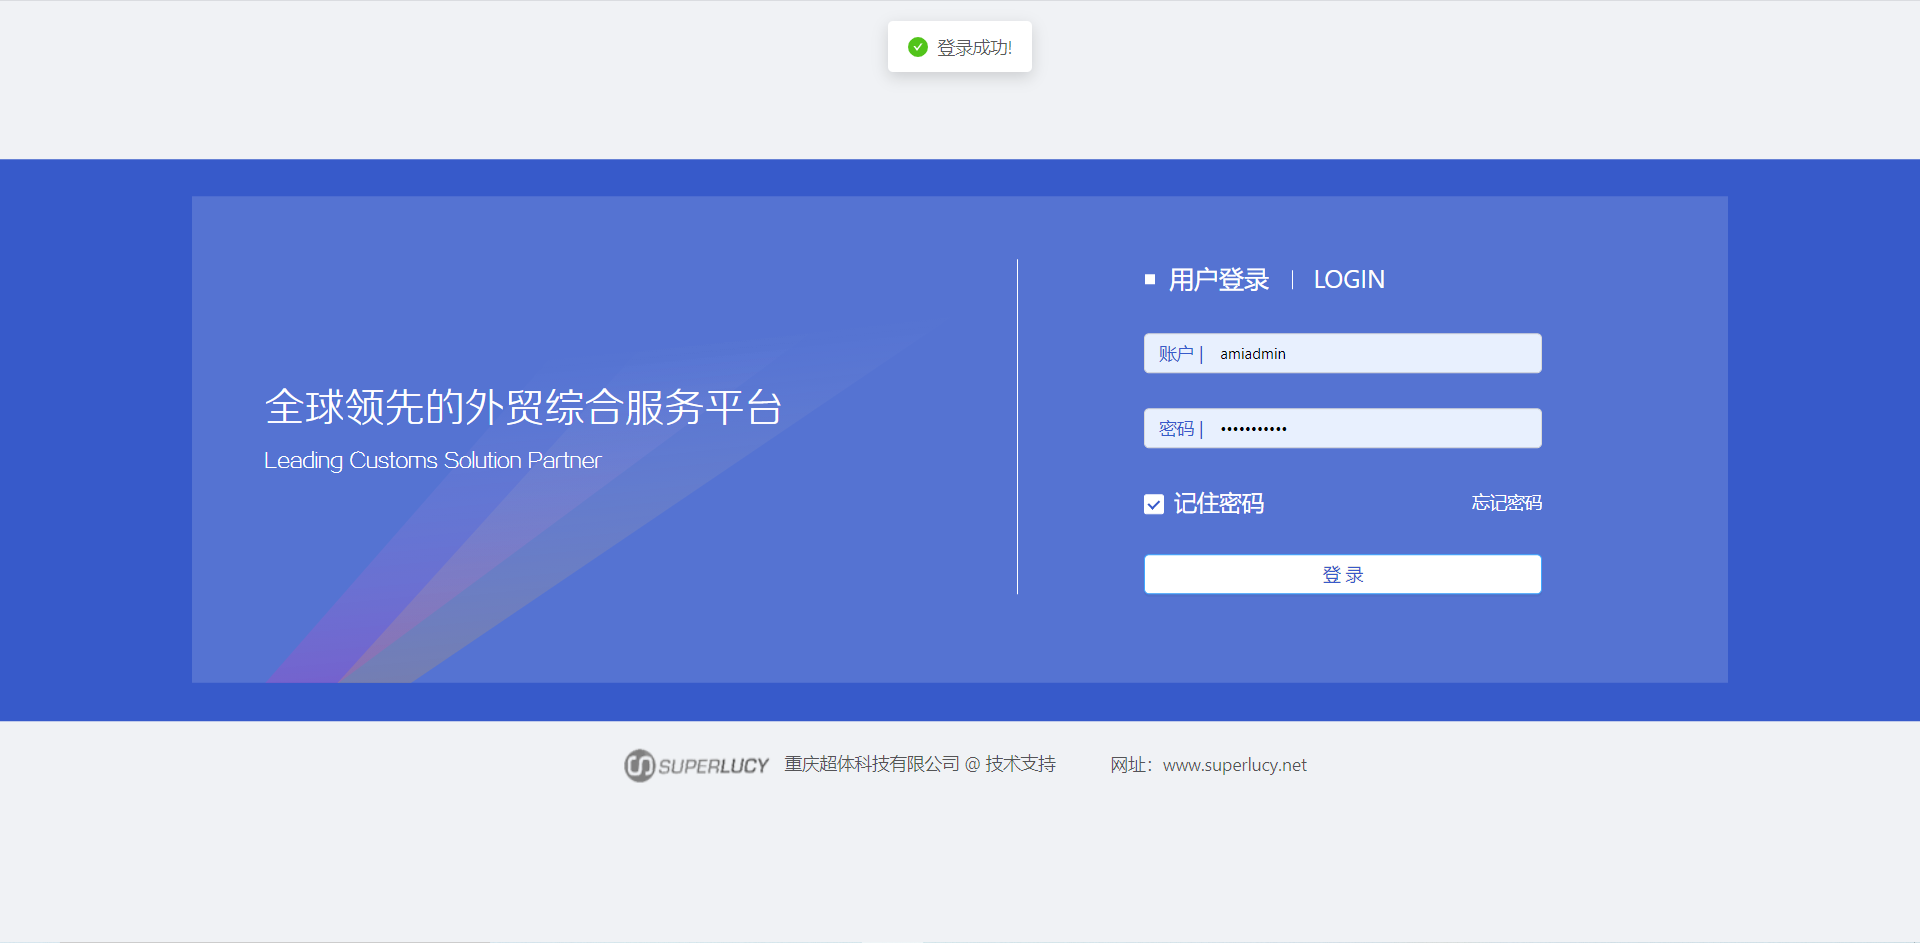 登录成功!
全球领先的外贸综合服务平台
Leading Customs Solution Partner
用户登录 | LOGIN
账户 | amiadmin
密码 | •••••••••••
记住密码 忘记密码
登 录
SUPERLUCY 重庆超体科技有限公司 @ 技术支持 网址：www.superlucy.net